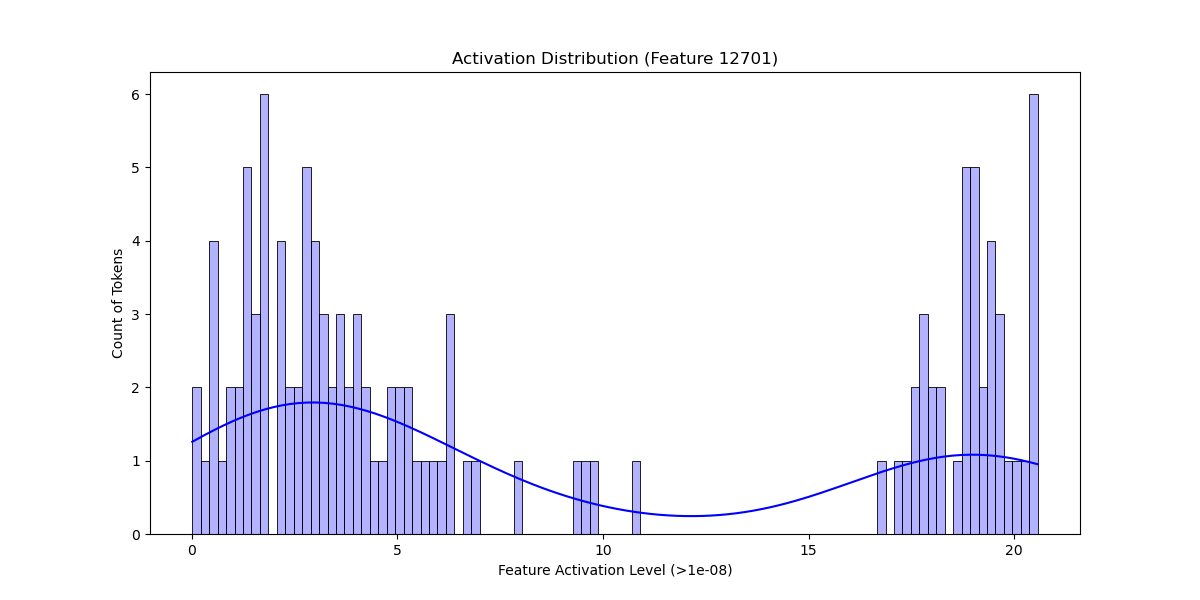 Activation Distribution (Feature 12701)
6
5
4
3
2
1
0
Count of Tokens
0 5 10 15 20
Feature Activation Level (>1e-08)